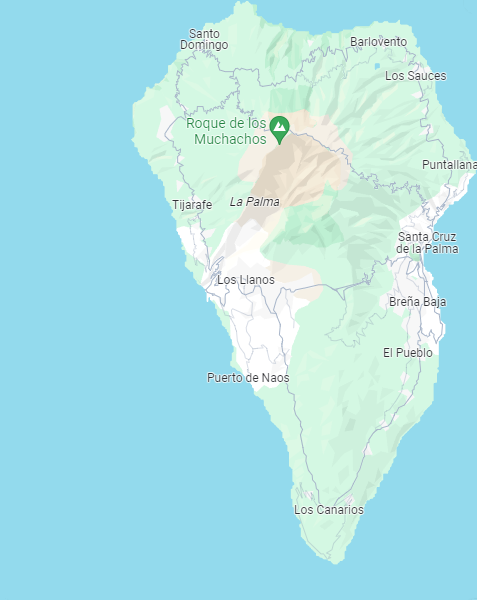 Santo
Domingo
Barlovento
Los Sauces
Roque de los
Muchachos
Puntallana
La Palma
Tijarafe
Santa Cruz
de la Palma
Los Llanos
Breña Baja
El Pueblo
Puerto de Naos
Los Canarios